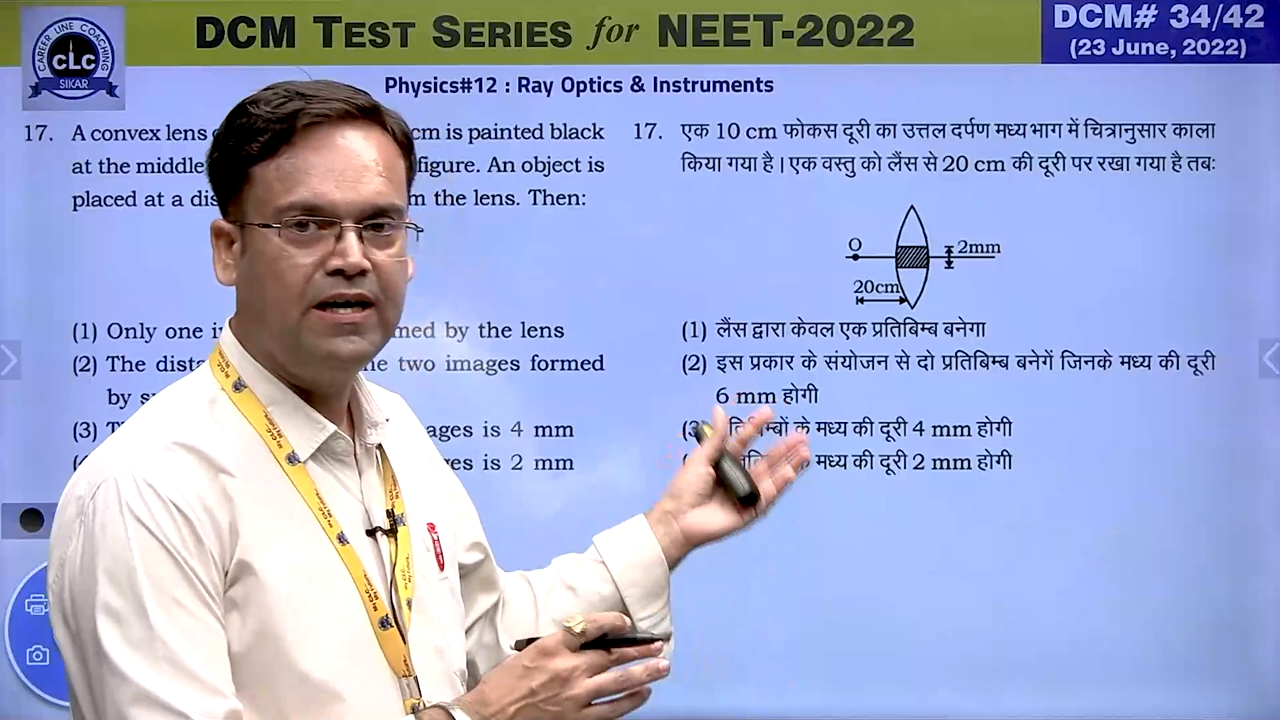 DCM TEST SERIES for NEET-2022
DCM# 34/42
(23 June, 2022)
CAREER LINE COACHING
CLC
SIKAR
Physics#12 : Ray Optics & Instruments
17. A convex lens cm is painted black
at the middle figure. An object is
placed at a m the lens. Then:
(1) Only one med by the lens
(2) The two images formed
by
(3) ages is 4 mm
ges is 2 mm
17. एक 10 cm फोकस दूरी का उत्तल दर्पण मध्य भाग में चित्रानुसार काला
किया गया है। एक वस्तु को लैंस से 20 cm की दूरी पर रखा गया है तबः
O
2mm
20cm
(1) लैंस द्वारा केवल एक प्रतिबिम्ब बनेगा
(2) इस प्रकार के संयोजन से दो प्रतिबिम्ब बनेगें जिनके मध्य की दूरी
6 mm होगी
(3) के मध्य की दूरी 4 mm होगी
मध्य की दूरी 2 mm होगी